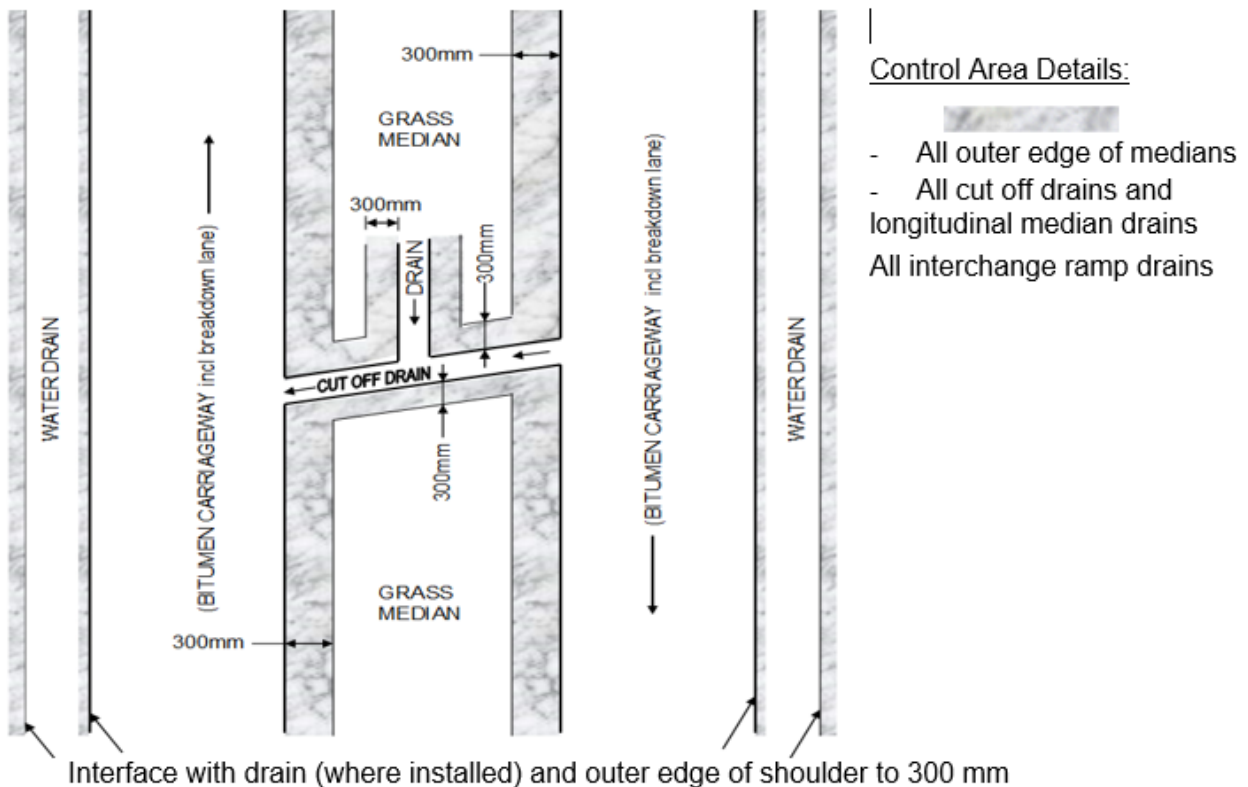 300mm
GRASS
MEDIAN
300mm
DRAIN
300mm
CUT OFF DRAIN
300mm
WATER DRAIN
(BITUMEN CARRIAGEWAY incl breakdown lane)
GRASS
MEDIAN
300mm
(BITUMEN CARRIAGEWAY incl breakdown lane)
WATER DRAIN
Interface with drain (where installed) and outer edge of shoulder to 300 mm
Control Area Details:
- All outer edge of medians
- All cut off drains and
longitudinal median drains
All interchange ramp drains